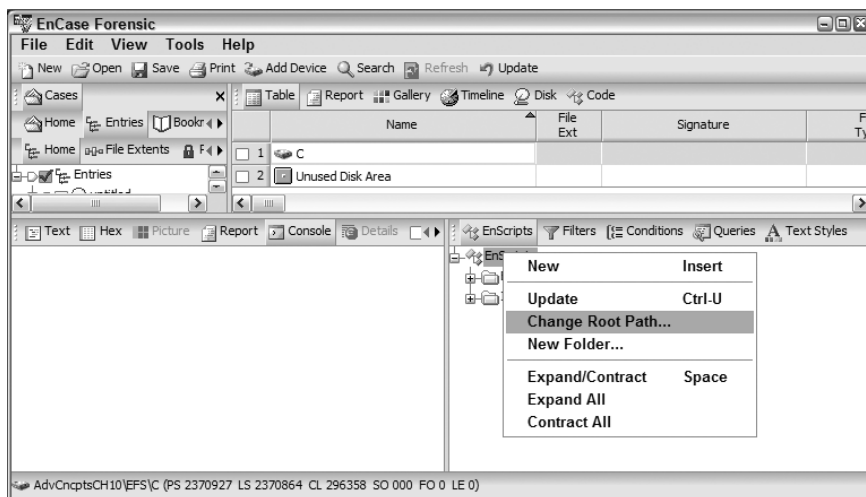 EnCase Forensic
File Edit View Tools Help
New Open Save Print Add Device Search Refresh Update
Cases
Table Report Gallery Timeline Disk Code
Home Entries Bookr
Name File Ext Signature F Ty
Home File Extents F
1 C
Entries
2 Unused Disk Area
Text Hex Picture Report Console Details
EnScripts Filters Conditions Queries Text Styles
New Insert
Update Ctrl-U
Change Root Path...
New Folder...
Expand/Contract Space
Expand All
Contract All
AdvCncptsCH10\EFS\C (PS 2370927 LS 2370864 CL 296358 SO 000 FO 0 LE 0)